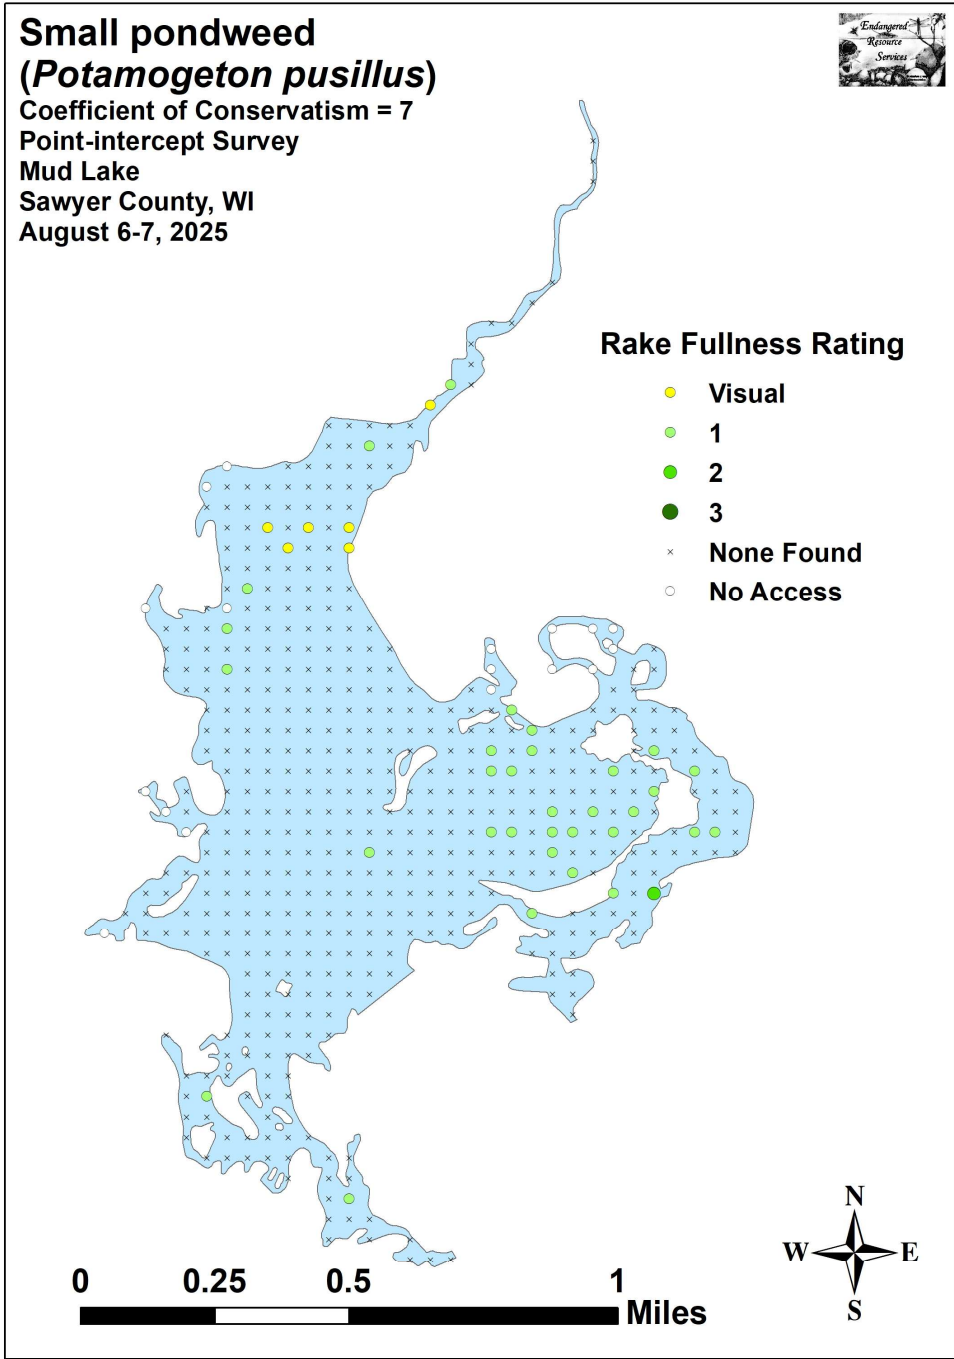 Small pondweed
(Potamogeton pusillus)
Coefficient of Conservatism = 7
Point-intercept Survey
Mud Lake
Sawyer County, WI
August 6-7, 2025
Endangered
Resource
Services
Rake Fullness Rating
Visual
1
2
3
None Found
No Access
N
W E
S
0 0.25 0.5 1
Miles